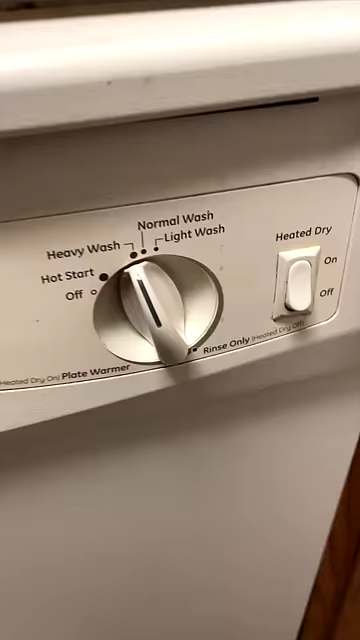 Normal Wash
Heavy Wash
Light Wash
Hot Start
Off
Heated Dry
On
Off
Rinse Only (Heated Dry Off)
(Heated Dry On) Plate Warmer